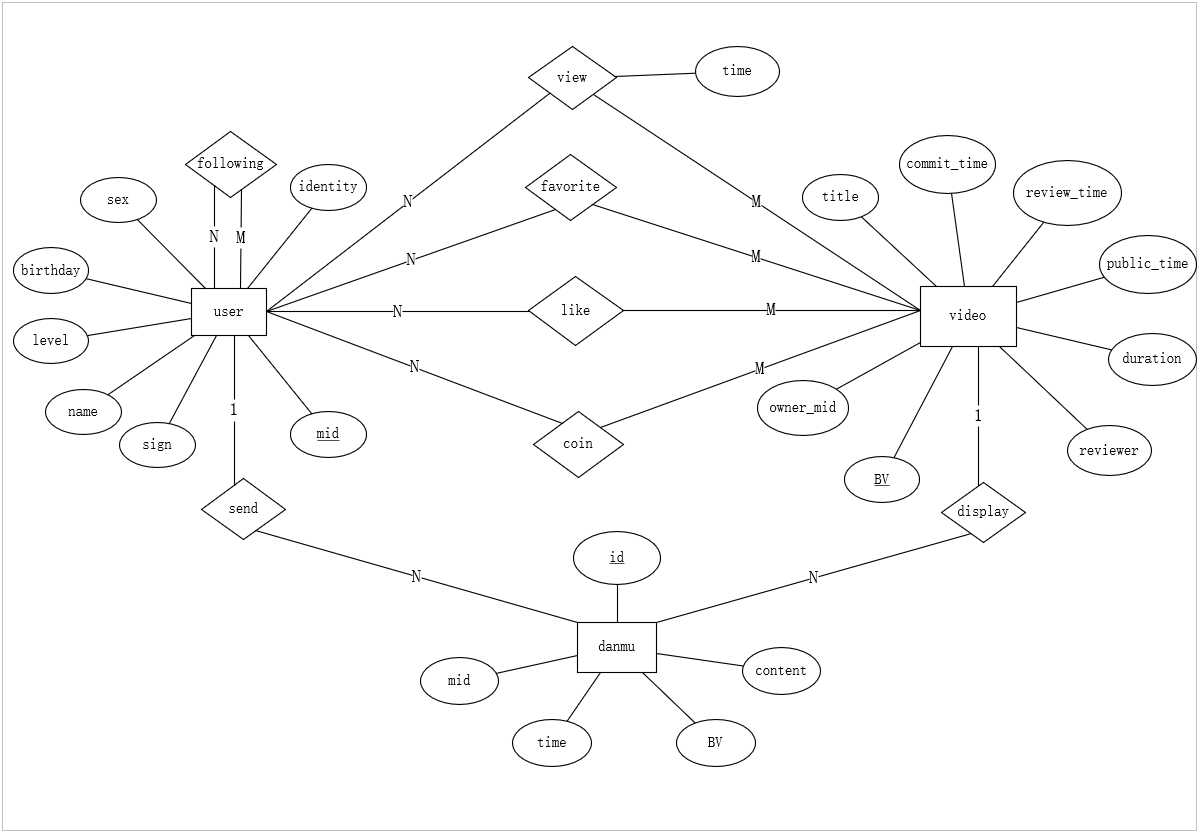 view
time
following
commit_time
favorite
identity
review_time
title
sex
N
M
N
M
N
M
public_time
birthday
user
N
like
M
video
level
N
M
duration
name
1
mid
owner_mid
1
sign
coin
reviewer
BV
send
display
id
N
N
danmu
mid
content
time
BV